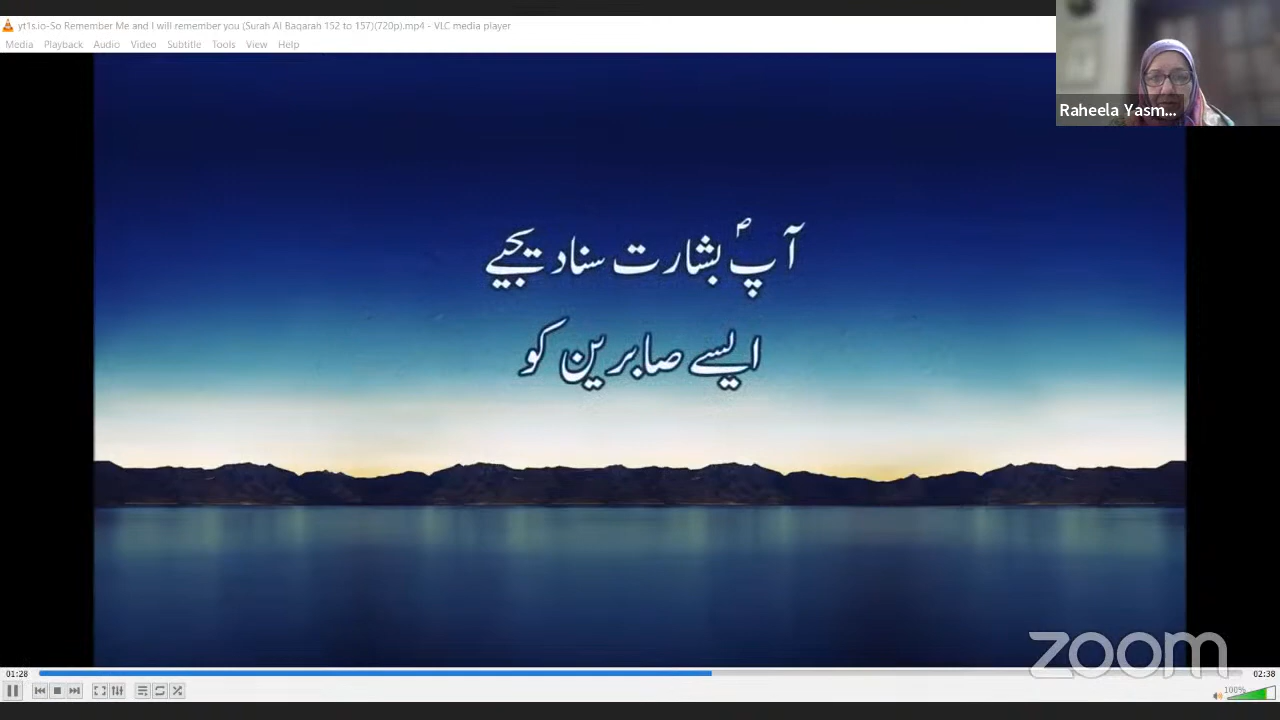 yt1s.io-So Remember Me and I will remember you (Surah Al Baqarah 152 to 157)(720p).mp4 - VLC media player
Media Playback Audio Video Subtitle Tools View Help
Raheela Yasm...
آپؐ بشارت سنا دیجیے
ایسے صابرین کو
zoom
01:28
02:38
100%